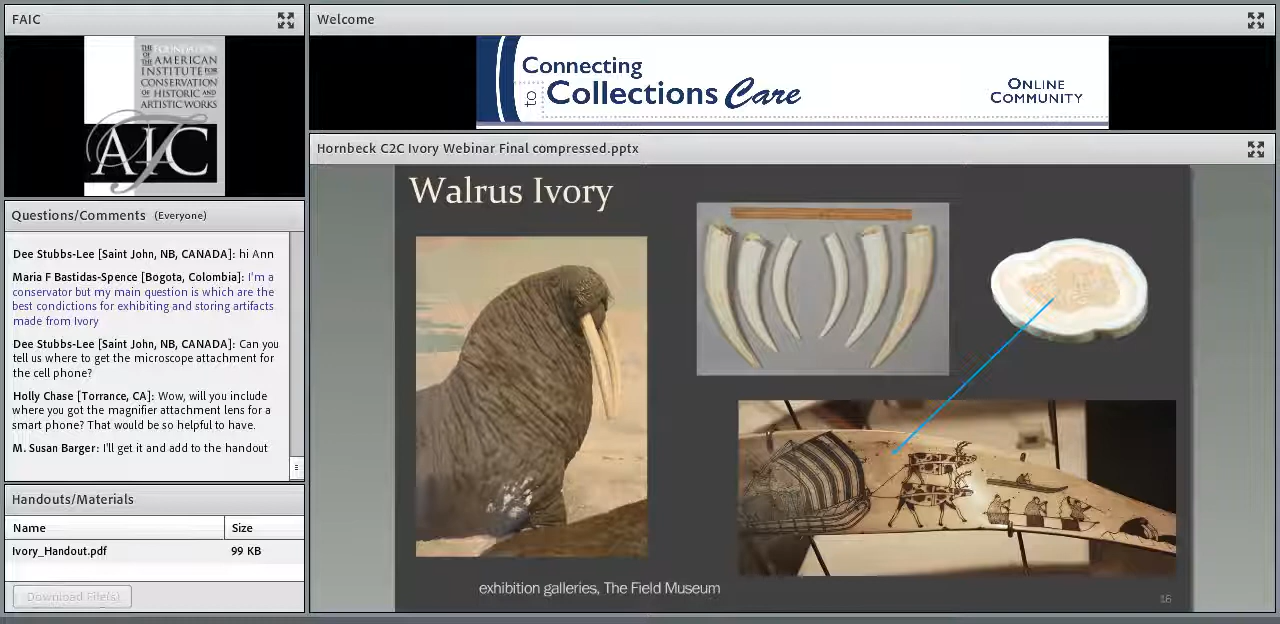 FAIC
THE FOUNDATION
OF THE AMERICAN
INSTITUTE FOR
CONSERVATION
OF HISTORIC AND
ARTISTIC WORKS
AIC
Welcome
Connecting
to Collections Care
ONLINE
COMMUNITY
Questions/Comments (Everyone)
Dee Stubbs-Lee [Saint John, NB, CANADA]: hi Ann
Maria F Bastidas-Spence [Bogota, Colombia]: I'm a
conservator but my main question is which are the
best condictions for exhibiting and storing artifacts
made from Ivory
Dee Stubbs-Lee [Saint John, NB, CANADA]: Can you
tell us where to get the microscope attachment for
the cell phone?
Holly Chase [Torrance, CA]: Wow, will you include
where you got the magnifier attachment lens for a
smart phone? That would be so helpful to have.
M. Susan Barger: I'll get it and add to the handout
Handouts/Materials
Name Size
Ivory_Handout.pdf 99 KB
Download File(s)
Hornbeck C2C Ivory Webinar Final compressed.pptx
Walrus Ivory
exhibition galleries, The Field Museum
16